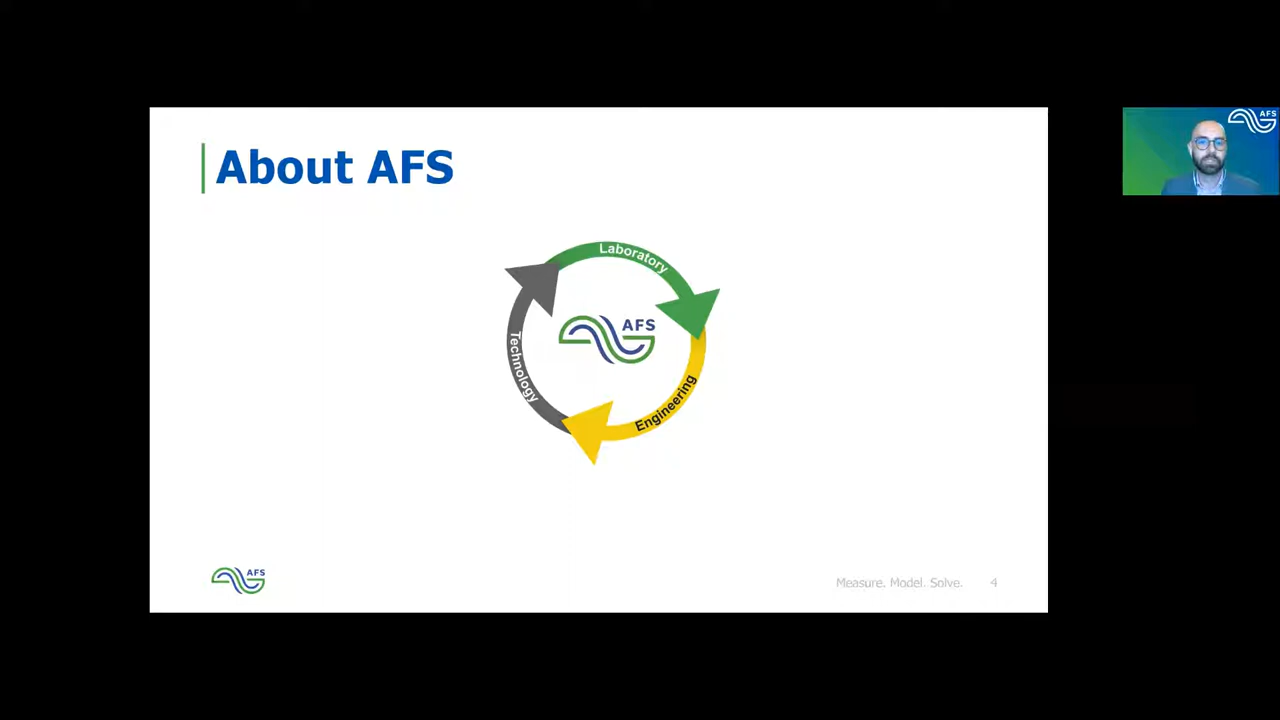 About AFS
AFS
Laboratory
AFS
Technology
Engineering
AFS
Measure. Model. Solve.
4